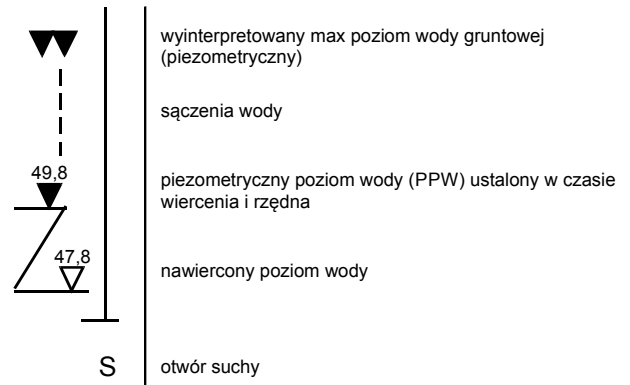 wyinterpretowany max poziom wody gruntowej
(piezometryczny)
sączenia wody
49,8
piezometryczny poziom wody (PPW) ustalony w czasie
wiercenia i rzędna
47,8
nawiercony poziom wody
S
otwór suchy